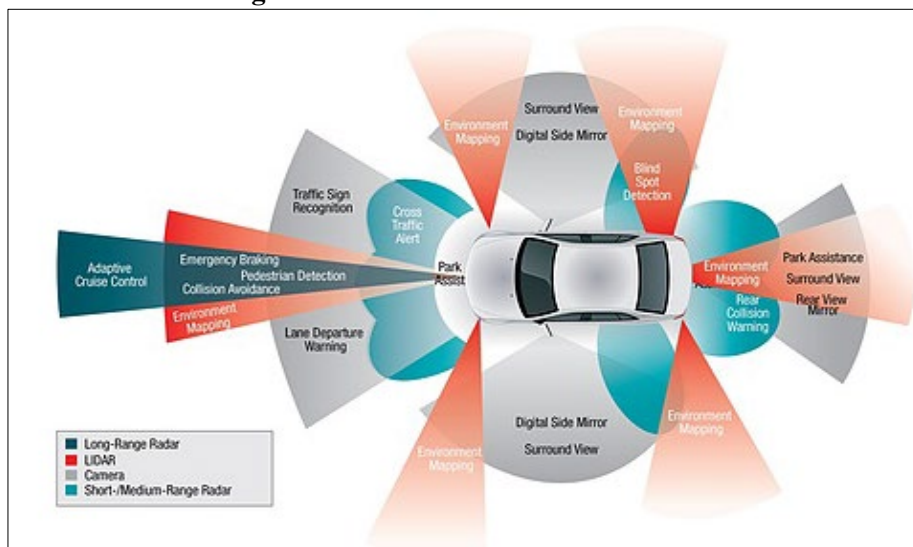 Surround View
Digital Side Mirror
Environment
Mapping
Environment
Mapping
Blind
Spot
Detection
Traffic Sign
Recognition
Cross
Traffic
Alert
Adaptive
Cruise Control
Emergency Braking
Pedestrian Detection
Collision Avoidance
Environment
Mapping
Park
Assist
Lane Departure
Warning
Environment
Mapping
Park Assistance
Surround View
Rear View
Mirror
Rear
Collision
Warning
Digital Side Mirror
Surround View
Environment
Mapping
Environment
Mapping
Long-Range Radar
LIDAR
Camera
Short-/Medium-Range Radar